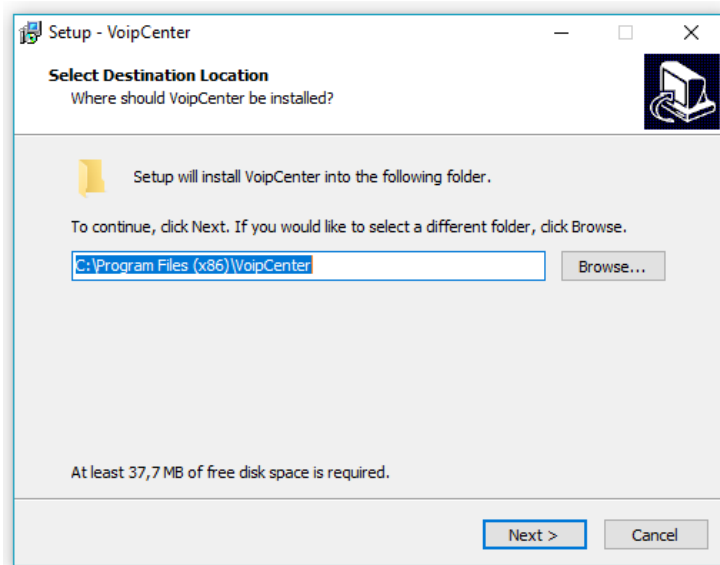 Setup - VoipCenter
Select Destination Location
Where should VoipCenter be installed?
Setup will install VoipCenter into the following folder.
To continue, click Next. If you would like to select a different folder, click Browse.
C:\Program Files (x86)\VoipCenter
Browse...
At least 37,7 MB of free disk space is required.
Next >
Cancel